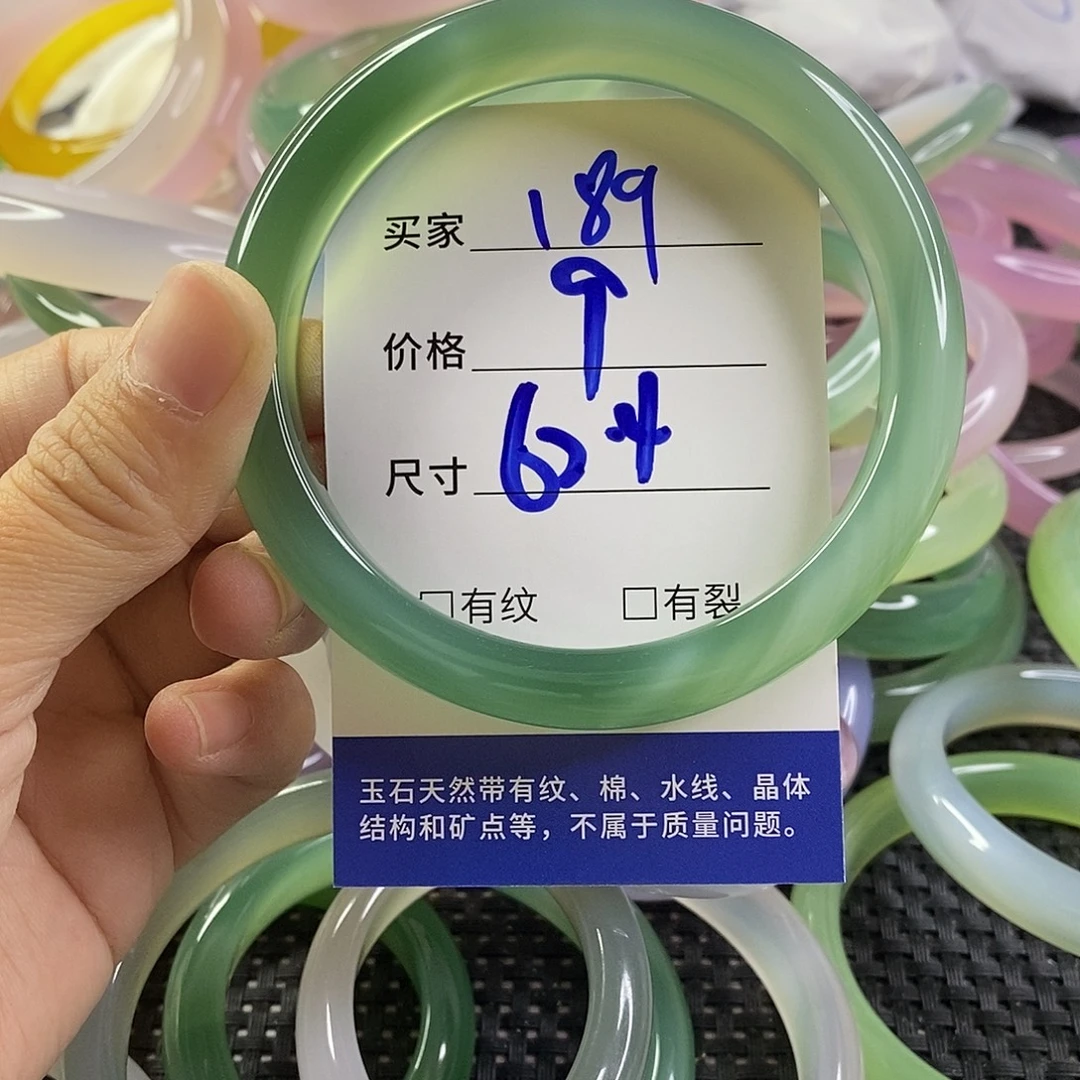 买家 189
价格 9
尺寸 60
□有纹 □有裂
玉石天然带有纹、棉、水线、晶体
结构和矿点等，不属于质量问题。